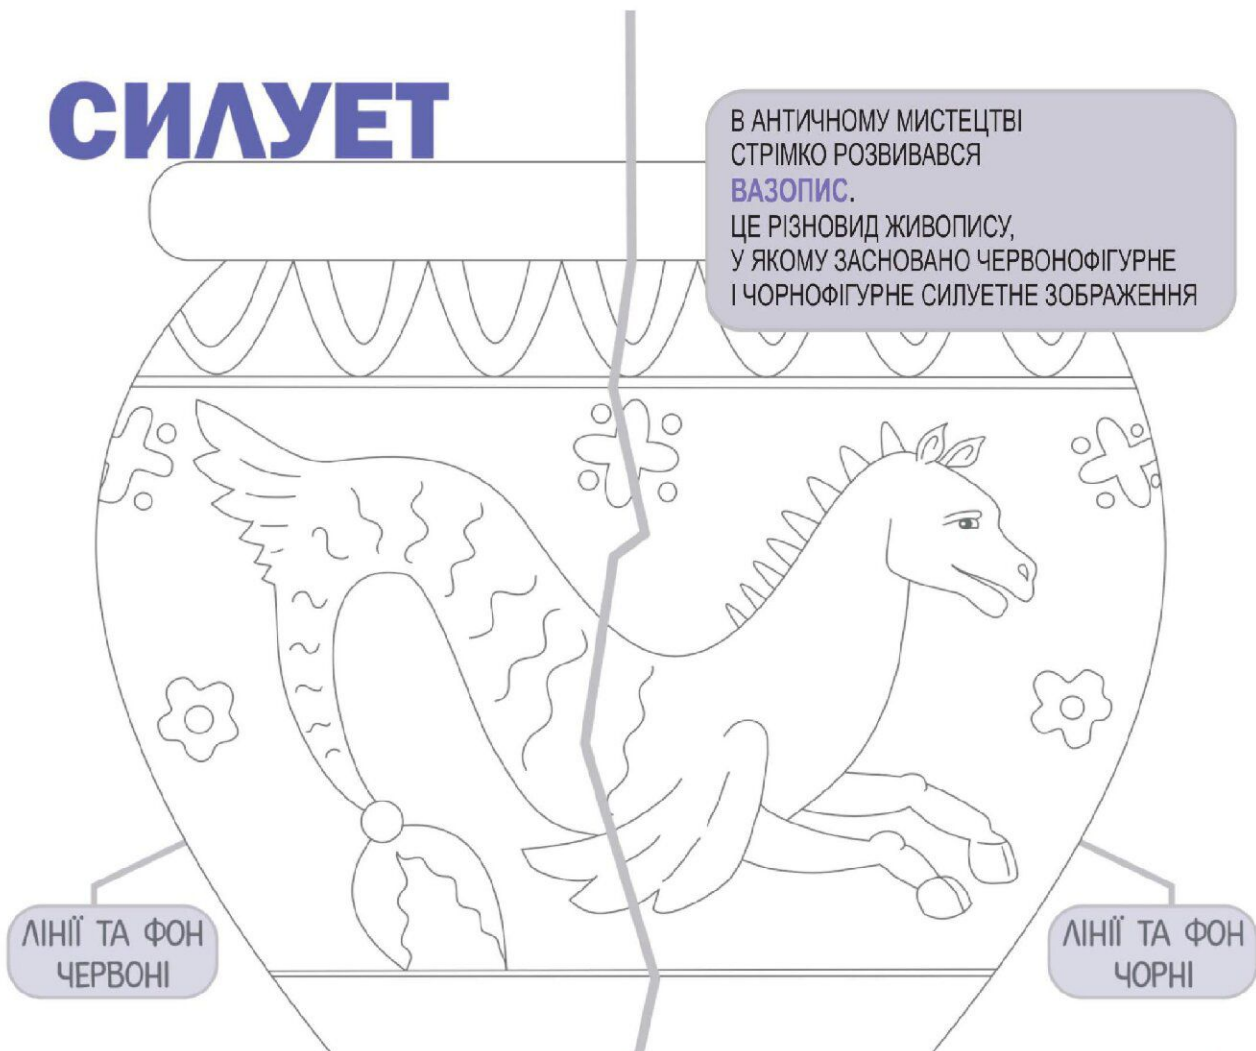 СИЛУЕТ
В АНТИЧНОМУ МИСТЕЦТВІ
СТРІМКО РОЗВИВАВСЯ
ВАЗОПИС.
ЦЕ РІЗНОВИД ЖИВОПИСУ,
У ЯКОМУ ЗАСНОВАНО ЧЕРВОНОФІГУРНЕ
І ЧОРНОФІГУРНЕ СИЛУЕТНЕ ЗОБРАЖЕННЯ
ЛІНІЇ ТА ФОН
ЧЕРВОНІ
ЛІНІЇ ТА ФОН
ЧОРНІ